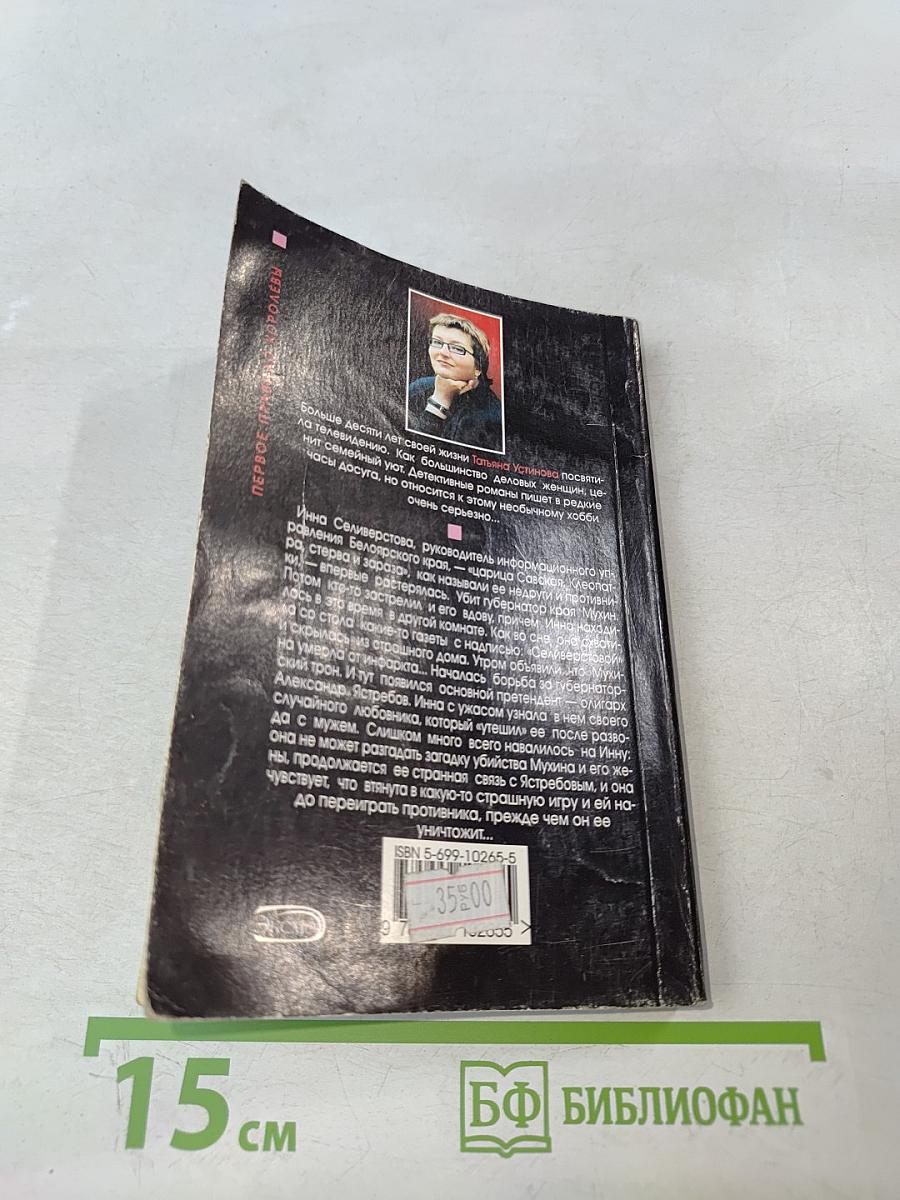 ПЕРВОЕ ПРАВИЛО КОРОЛЕВЫ
Больше десяти лет своей жизни Татьяна Устинова посвяти-
ла телевидению. Как большинство деловых женщин, це-
нит семейный уют. Детективные романы пишет в редкие
часы досуга, но относится к этому необычному хобби
очень серьезно...
Инна Селиверстова, руководитель информационного уп-
равления Белоярского края, — «царица Савская, Клеопат-
ра, стерва и зараза», как называли ее недруги и противни-
ки, — впервые растерялась. Убит губернатор края Мухин.
Потом кто-то застрелил и его вдову, причем Инна находи-
лась в это время в другой комнате. Как во сне, она схвати-
ла со стола какие-то газеты с надписью: «Селиверстовой»
и скрылась из страшного дома. Утром объявили, что Мухи-
на умерла от инфаркта... Началась борьба за губернатор-
ский трон. И тут появился основной претендент — олигарх
Александр Ястребов. Инна с ужасом узнала в нем своего
случайного любовника, который «утешил» ее после разво-
да с мужем. Слишком много всего навалилось на Инну:
она не может разгадать загадку убийства Мухина и его же-
ны, продолжается ее странная связь с Ястребовым, и она
чувствует, что втянута в какую-то страшную игру и ей на-
до переиграть противника, прежде чем он ее
уничтожит...
ISBN 5-699-10265-5
35 РУБ 00
9 7 102655 >
ЭКСМО
15 см
БФ БИБЛИОФАН